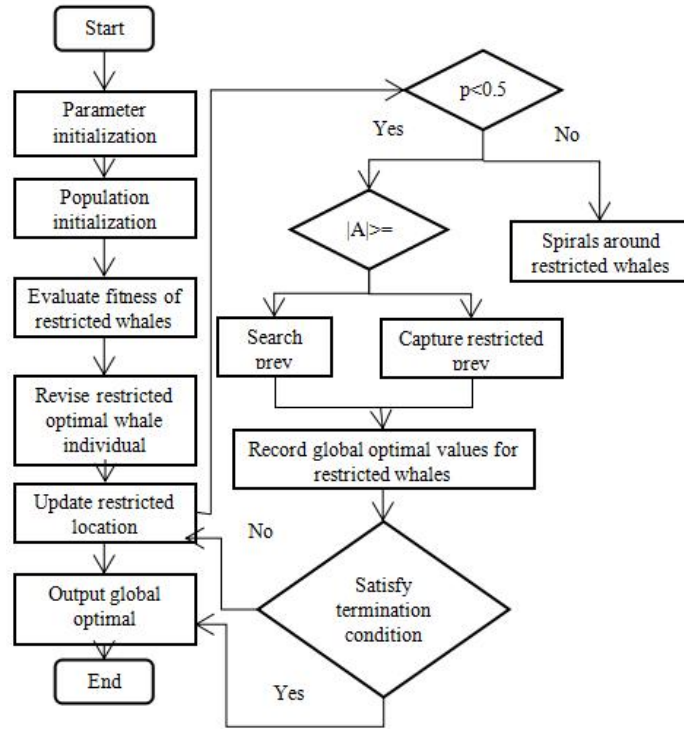 Start
Parameter
initialization
Population
initialization
Evaluate fitness of
restricted whales
Revise restricted
optimal whale
individual
Update restricted
location
Output global
optimal
End
p<0.5
Yes
No
|A|>=
Spirals around
restricted whales
Search
prey
Capture restricted
prey
Record global optimal values for
restricted whales
No
Satisfy
termination
condition
Yes